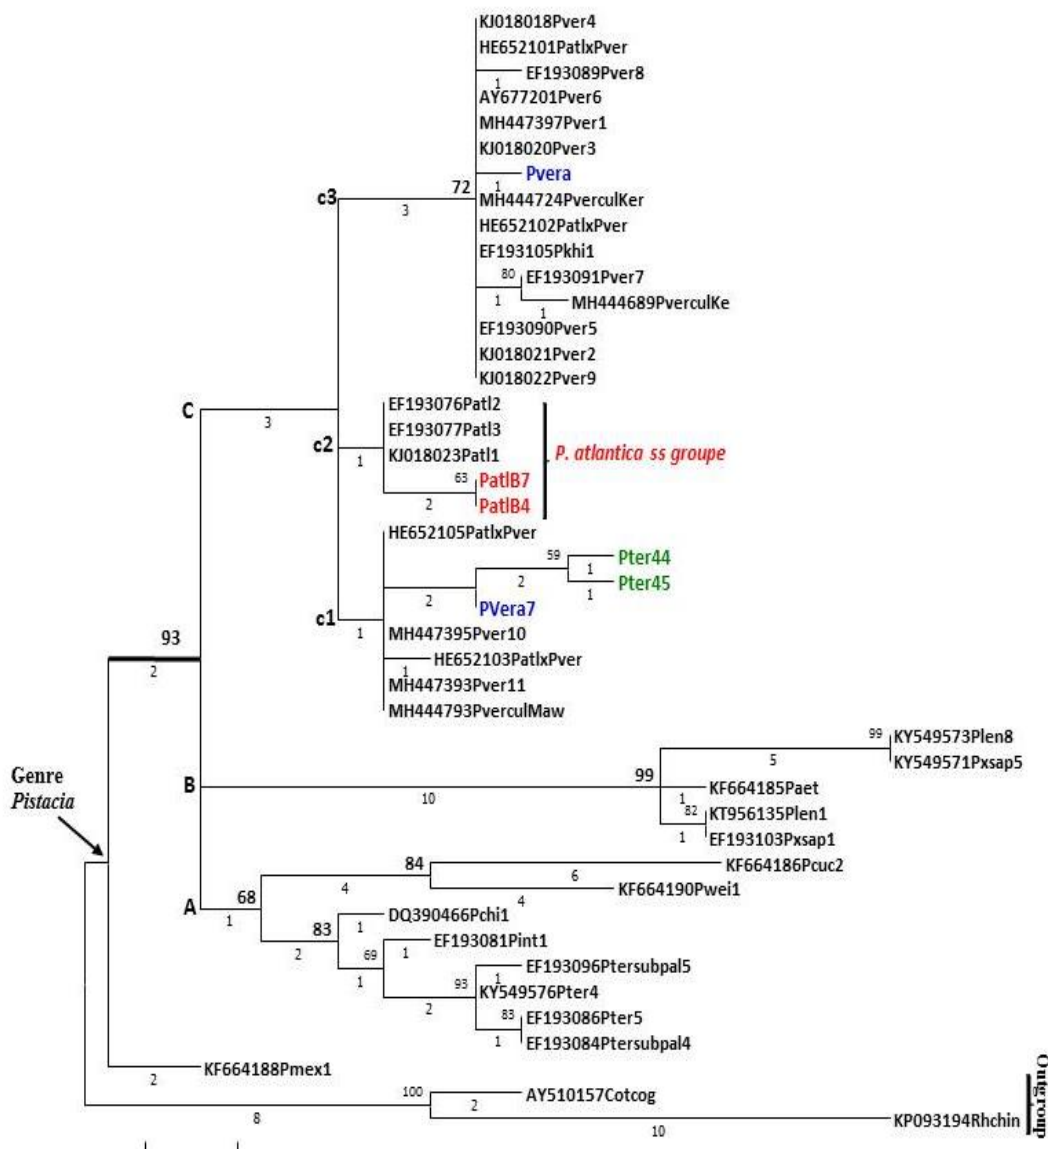 KJ018018Pver4
HE652101PatlxPver
EF193089Pver8
1
AY677201Pver6
MH447397Pver1
KJ018020Pver3
Pvera
1
72
c3
3
MH444724PverculKer
HE652102PatlxPver
EF193105Pkhi1
80
EF193091Pver7
1
MH444689PverculKe
1
EF193090Pver5
KJ018021Pver2
KJ018022Pver9
EF193076Patl2
C
3
EF193077Patl3
c2
KJ018023Patl1
P. atlantica ss groupe
1
63
PatlB7
2
PatlB4
HE652105PatlxPver
59
Pter44
1
2
Pter45
1
2
PVera7
c1
1
MH447395Pver10
93
2
HE652103PatlxPver
1
MH447393Pver11
MH444793PverculMaw
99
KY549573Plen8
5
KY549571Pxsap5
Genre
Pistacia
B
10
99
KF664185Paet
1
82
KT956135Plen1
1
EF193103Pxsap1
84
KF664186Pcuc2
4
6
KF664190Pwei1
4
A
68
1
DQ390466Pchi1
1
83
2
EF193081Pint1
69
1
1
EF193096Ptersubpal5
1
93
KY549576Pter4
2
83
EF193086Pter5
1
EF193084Ptersubpal4
KF664188Pmex1
2
100
AY510157Cotcog
2
8
KP093194Rhchin
10
Outgroup